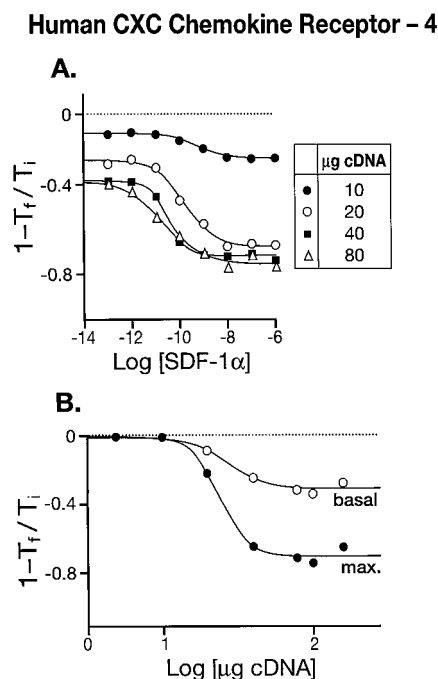 Human CXC Chemokine Receptor – 4
A.
0
-0.4
-0.8
1–Tf / Ti
-14 -12 -10 -8 -6
Log [SDF-1α]
μg cDNA
● 10
○ 20
■ 40
△ 80
B.
0
-0.4
-0.8
1–Tf / Ti
basal
max.
0 1 2
Log [μg cDNA]